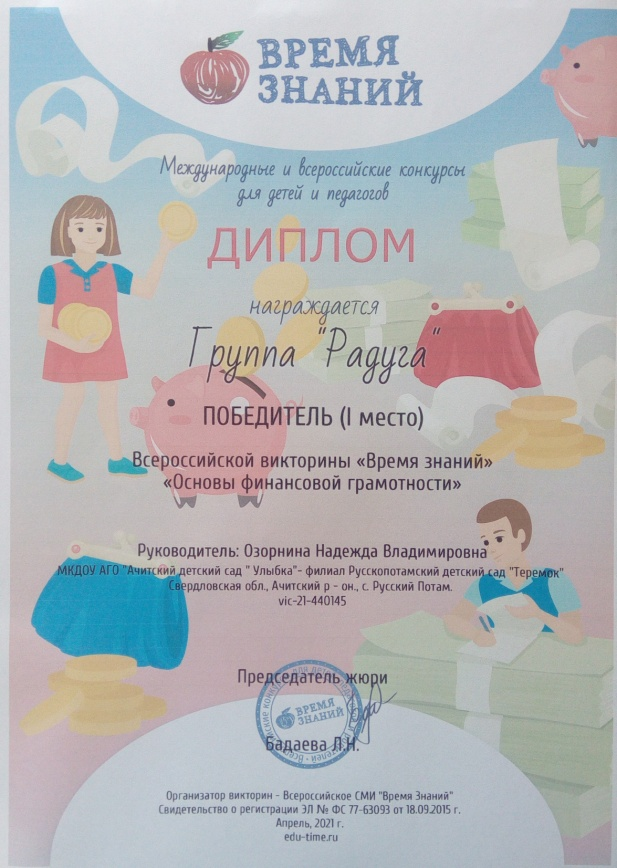 ВРЕМЯ
ЗНАНИЙ
Международные и всероссийские конкурсы
для детей и педагогов
ДИПЛОМ
награждается
Группа "Радуга"
ПОБЕДИТЕЛЬ (I место)
Всероссийской викторины «Время знаний»
«Основы финансовой грамотности»
Руководитель: Озорнина Надежда Владимировна
МКДОУ АГО "Ачитский детский сад " Улыбка"- филиал Русскопотамский детский сад "Теремок"
Свердловская обл., Ачитский р - он., с. Русский Потам.
vic-21-440145
Председатель жюри
ВРЕМЯ
ЗНАНИЙ
Бадаева Л.Н.
Организатор викторин - Всероссийское СМИ "Время Знаний"
Свидетельство о регистрации ЭЛ № ФС 77-63093 от 18.09.2015 г.
Апрель, 2021 г.
edu-time.ru